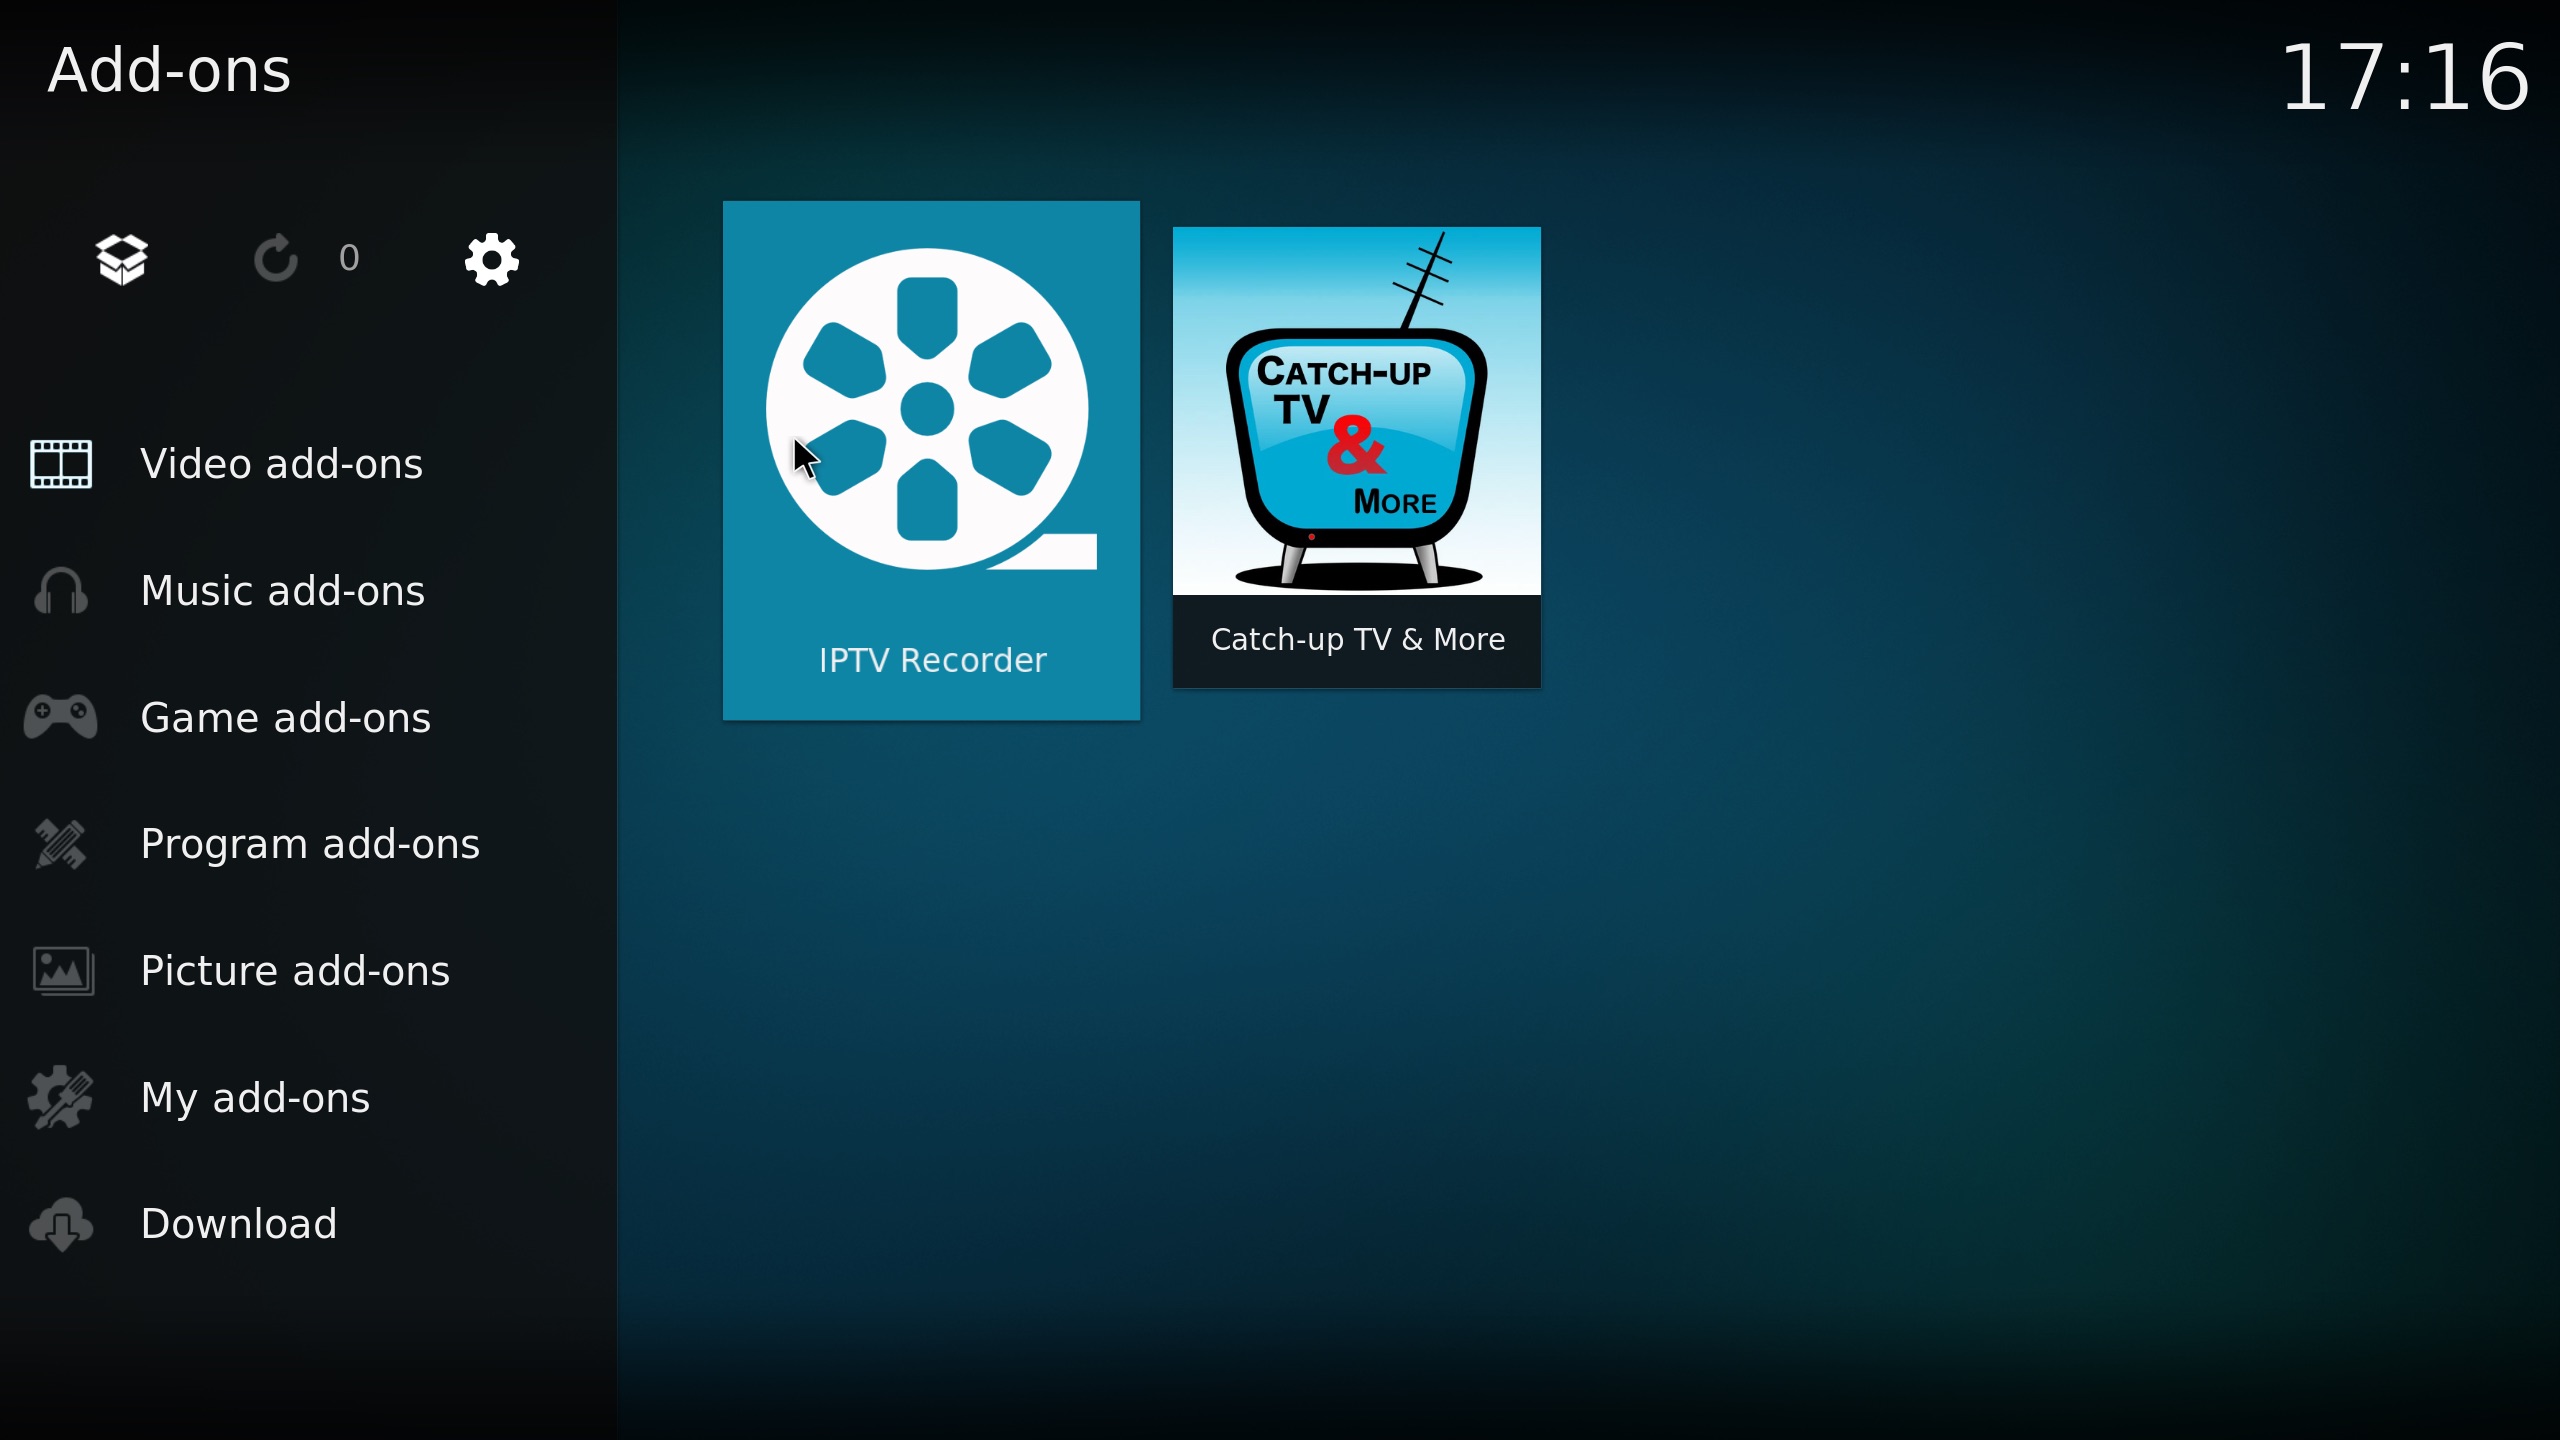 Add-ons
17:16
0
Video add-ons
Music add-ons
Game add-ons
Program add-ons
Picture add-ons
My add-ons
Download
IPTV Recorder
CATCH-UP
TV
&
MORE
Catch-up TV & More